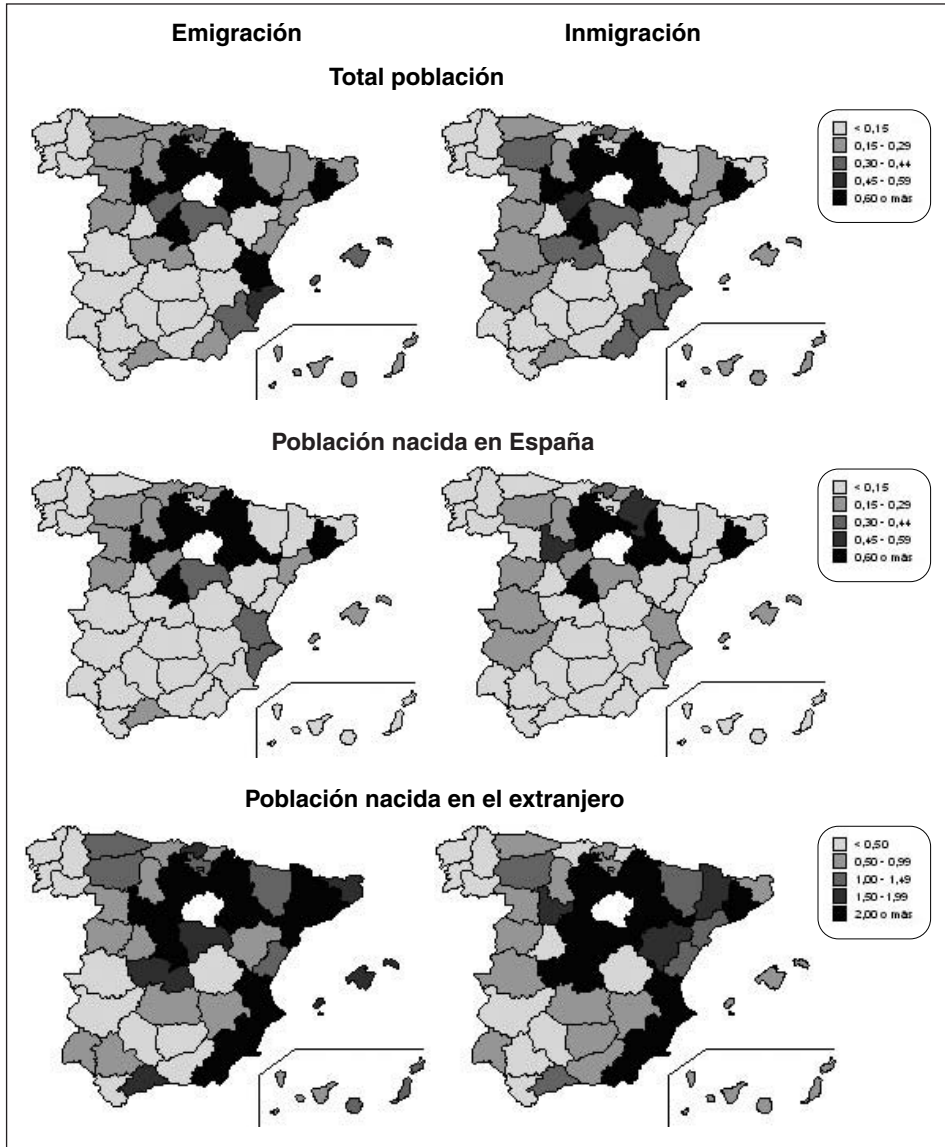 Emigración Inmigración
Total población
< 0,15
0,15 - 0,29
0,30 - 0,44
0,45 - 0,59
0,60 o más
Población nacida en España
< 0,15
0,15 - 0,29
0,30 - 0,44
0,45 - 0,59
0,60 o más
Población nacida en el extranjero
< 0,50
0,50 - 0,99
1,00 - 1,49
1,50 - 1,99
2,00 o más